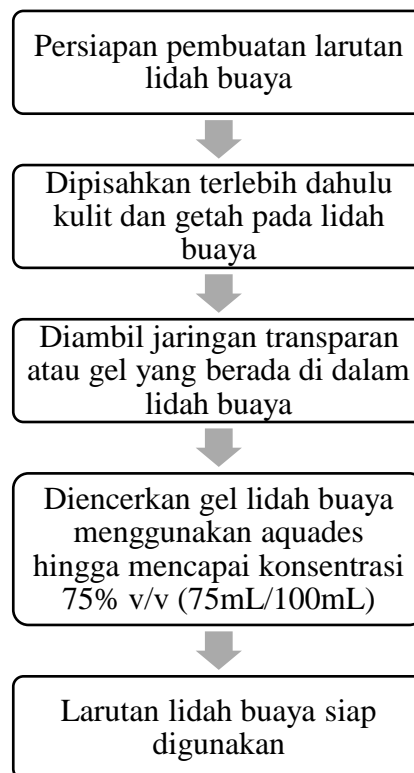 Persiapan pembuatan larutan
lidah buaya
Dipisahkan terlebih dahulu
kulit dan getah pada lidah
buaya
Diambil jaringan transparan
atau gel yang berada di dalam
lidah buaya
Diencerkan gel lidah buaya
menggunakan aquades
hingga mencapai konsentrasi
75% v/v (75mL/100mL)
Larutan lidah buaya siap
digunakan